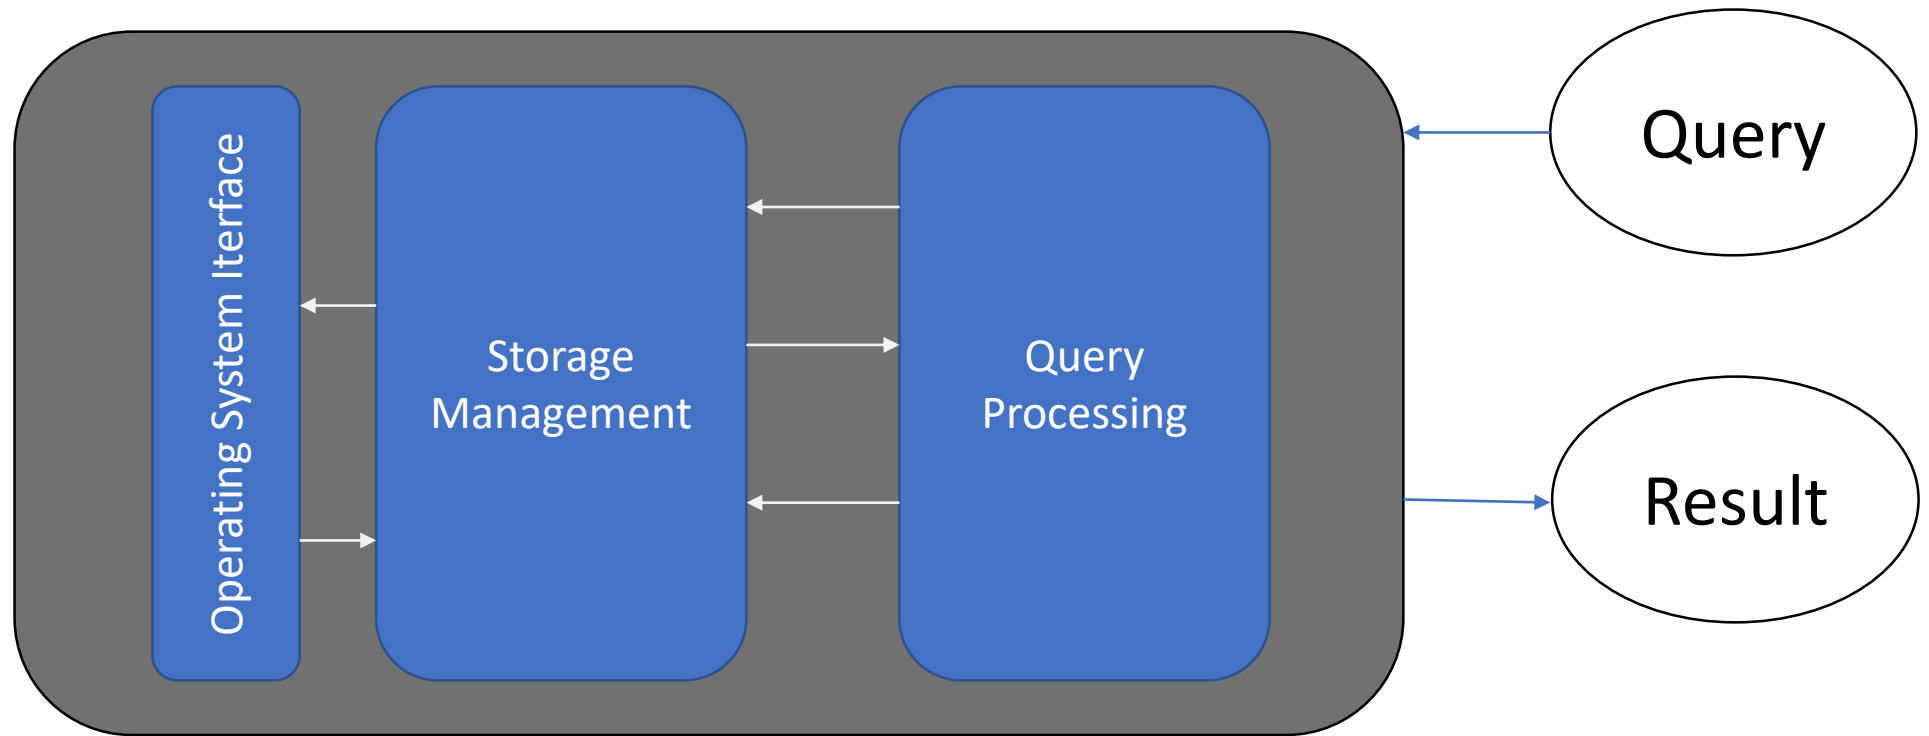 Operating System Iterface
Storage
Management
Query
Processing
Query
Result